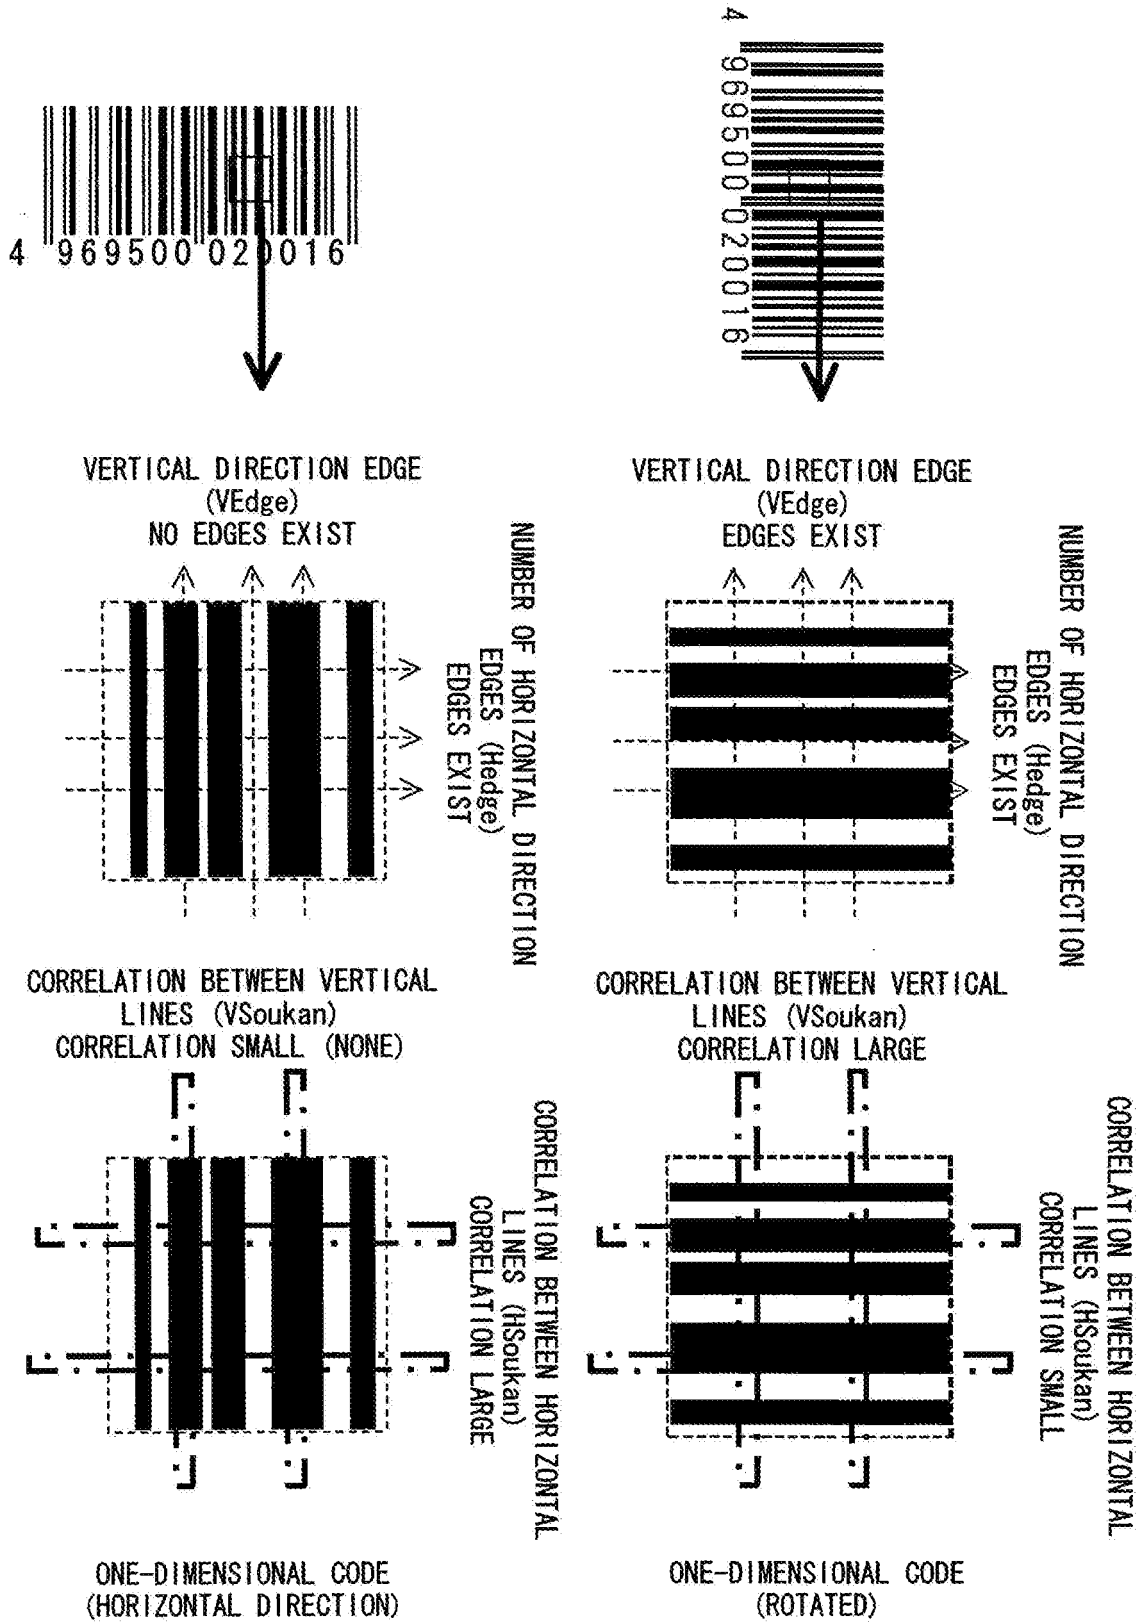 4 969500 020016
4 969500 020016
VERTICAL DIRECTION EDGE
(VEdge)
NO EDGES EXIST
NUMBER OF HORIZONTAL DIRECTION
EDGES (Hedge)
EDGES EXIST
VERTICAL DIRECTION EDGE
(VEdge)
EDGES EXIST
NUMBER OF HORIZONTAL DIRECTION
EDGES (Hedge)
EDGES EXIST
CORRELATION BETWEEN VERTICAL
LINES (VSoukan)
CORRELATION SMALL (NONE)
CORRELATION BETWEEN HORIZONTAL
LINES (HSoukan)
CORRELATION LARGE
CORRELATION BETWEEN VERTICAL
LINES (VSoukan)
CORRELATION LARGE
CORRELATION BETWEEN HORIZONTAL
LINES (HSoukan)
CORRELATION SMALL
ONE-DIMENSIONAL CODE
(HORIZONTAL DIRECTION)
ONE-DIMENSIONAL CODE
(ROTATED)